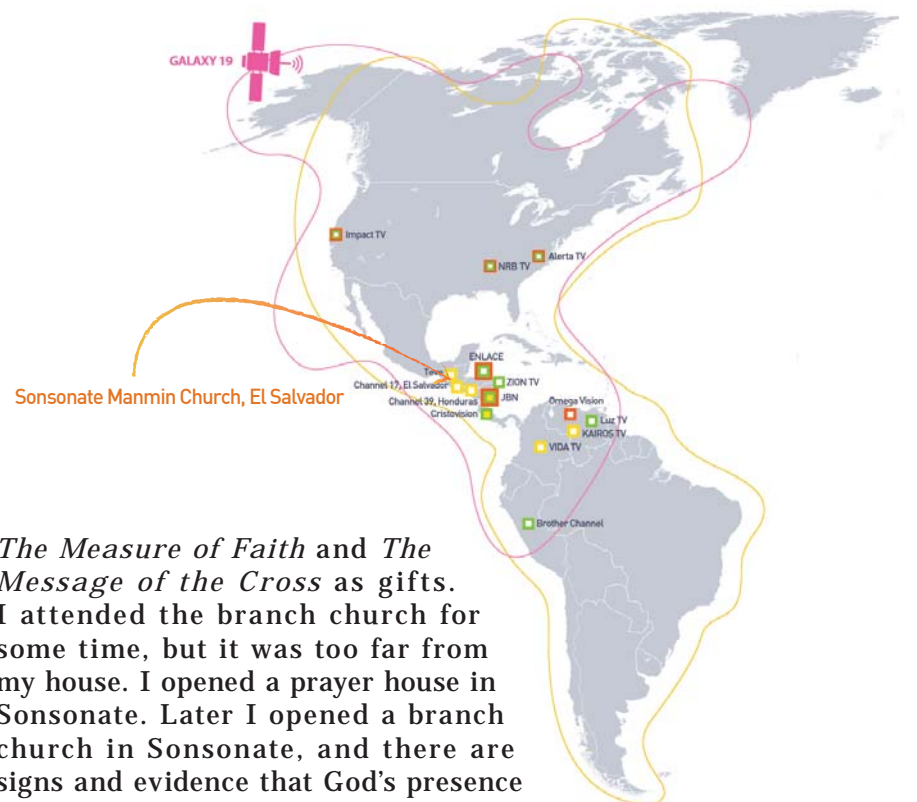 GALAXY 19
Impact TV
Alerta TV
NRB TV
ENLACE
ZION TV
Channel 17, El Salvador
JBN
Channel 39, Honduras
Cristovision
Sonsonate Manmin Church, El Salvador
Omega Vision
Luz TV
KAIROS TV
VIDA TV
Brother Channel
The Measure of Faith and The
Message of the Cross as gifts.
I attended the branch church for
some time, but it was too far from
my house. I opened a prayer house in
Sonsonate. Later I opened a branch
church in Sonsonate, and there are
signs and evidence that God's presence